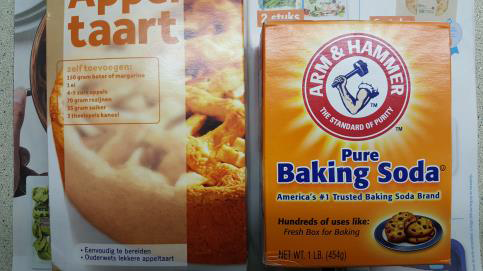 Appel
taart
zelf toevoegen:
150 gram boter of margarine
1 ei
4-5 zure appels
70 gram rozijnen
35 gram suiker
2 theelepels kaneel
• Eenvoudig te bereiden
• Ouderwets lekkere appeltaart
2 stuks
ARM & HAMMER
THE STANDARD OF PURITY
TM
TM
Pure
Baking Soda®
America's #1 Trusted Baking Soda Brand
Hundreds of uses like:
Fresh Box for Baking
NET WT. 1 LB. (454g)